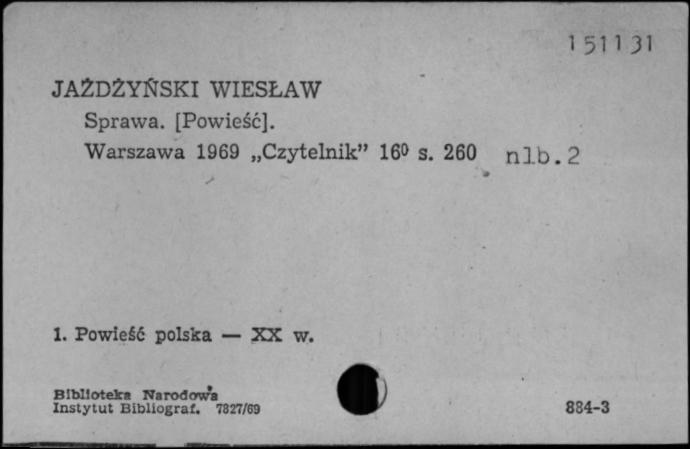 151131
JAŻDŻYŃSKI WIESŁAW
Sprawa. [Powieść].
Warszawa 1969 „Czytelnik” 16⁰ s. 260 nlb. 2
1. Powieść polska — XX w.
Biblioteka Narodowa
Instytut Bibliograf. 7827/69
884-3